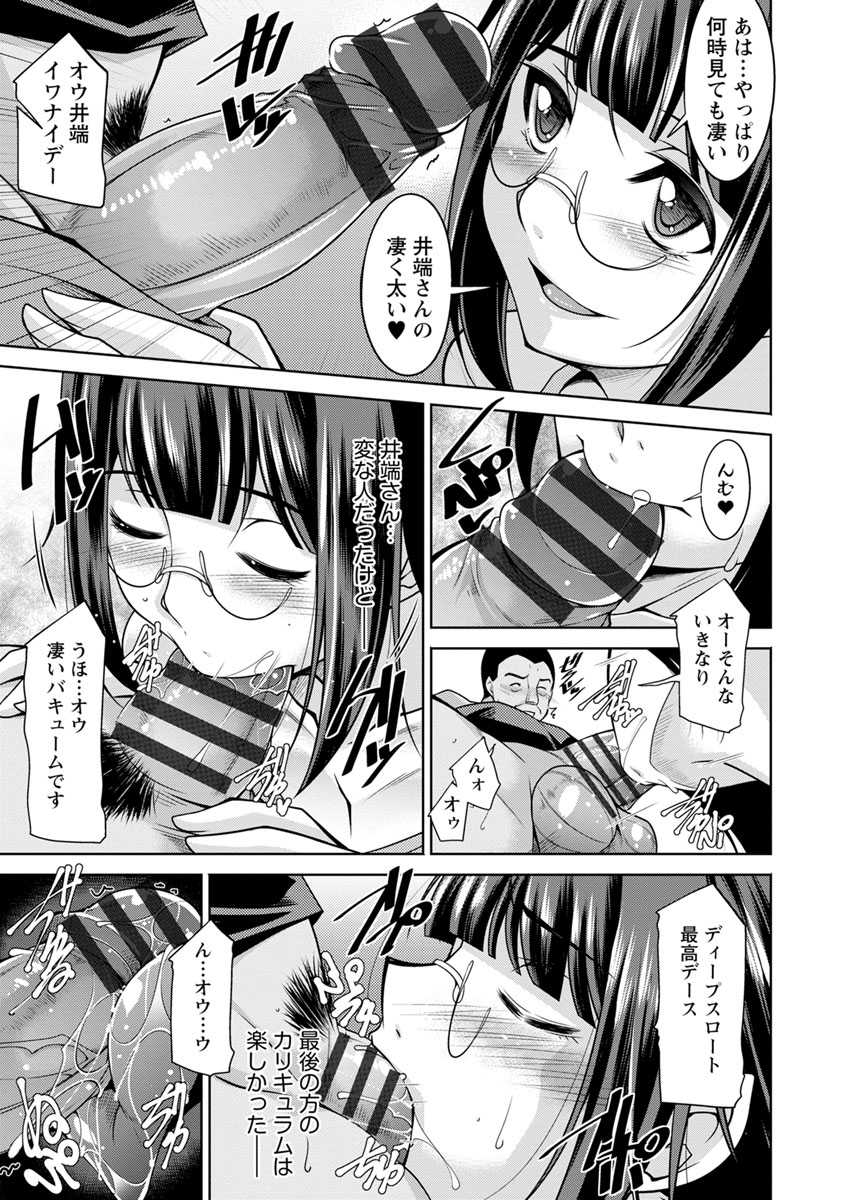 あは…やっぱり
何時見ても凄い
井端さんの
凄く太い♥
オウ井端
イワナイデー
んむ♥
オーそんな
いきなり
んォ
オゥ
井端さん…
変な人だったけど――
うほ…オウ
凄いバキュームです
ディープスロート
最高デース
最後の方の
カリキュラムは
楽しかった――
ん…オウ…ウ